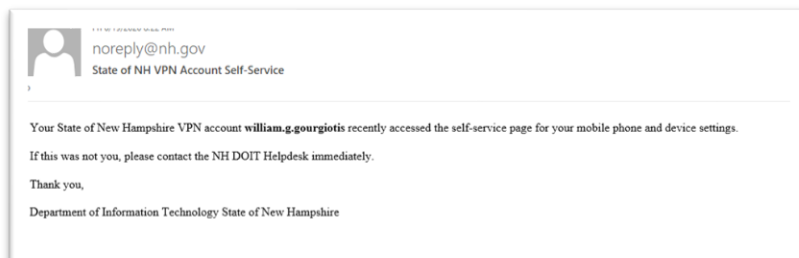 noreply@nh.gov
State of NH VPN Account Self-Service
Your State of New Hampshire VPN account william.g.gourgiotis recently accessed the self-service page for your mobile phone and device settings.
If this was not you, please contact the NH DOIT Helpdesk immediately.
Thank you,
Department of Information Technology State of New Hampshire